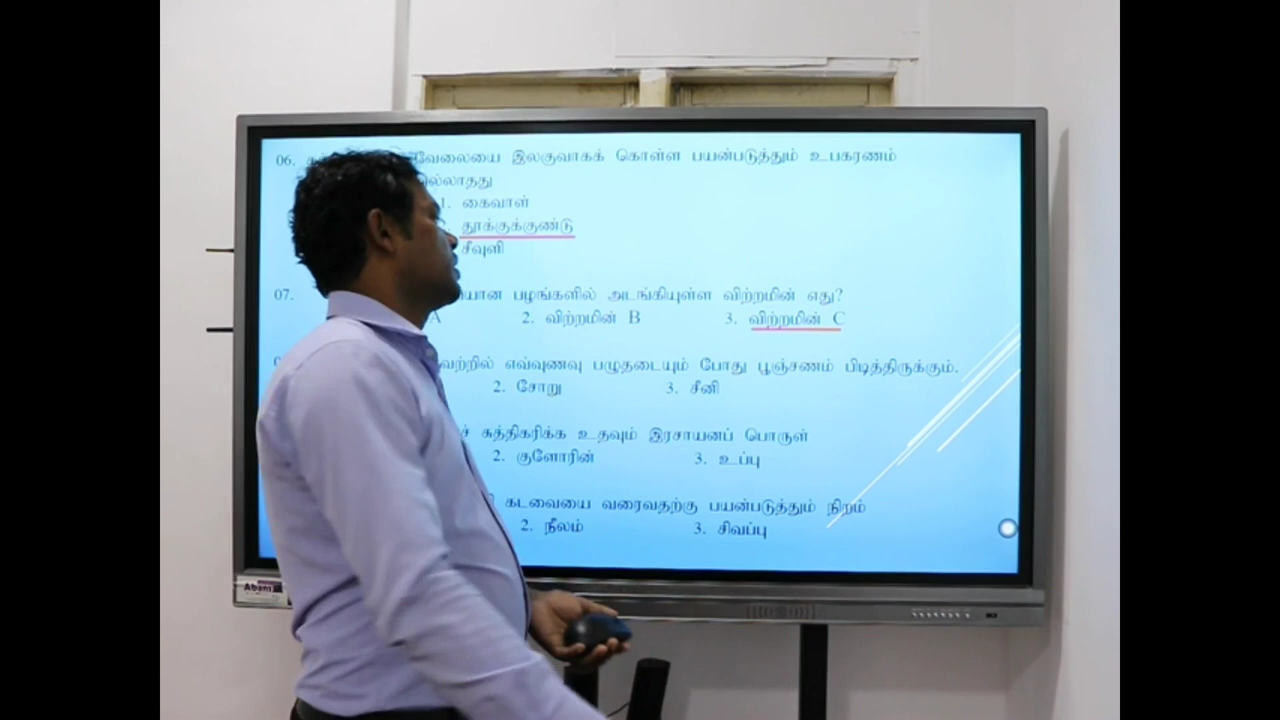 06. வேலையை இலகுவாகக் கொள்ள பயன்படுத்தும் உபகரணம்
அல்லாதது
1. கைவாள்
தூக்குக்குண்டு
சீவுளி
07. பழங்களில் அடங்கியுள்ள விற்றமின் எது?
A 2. விற்றமின் B 3. விற்றமின் C
எவ்வுணவு பழுதடையும் போது பூஞ்சணம் பிடித்திருக்கும்.
2. சோறு 3. சீனி
சுத்திகரிக்க உதவும் இரசாயனப் பொருள்
2. குளோரின் 3. உப்பு
கடவையை வரைவதற்கு பயன்படுத்தும் நிறம்
2. நீலம் 3. சிவப்பு
Abans